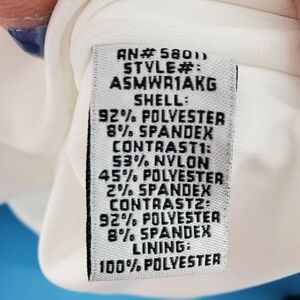 RN# 58011
STYLE#:
ASMWR1AKG
SHELL:
92% POLYESTER
8% SPANDEX
CONTRAST1:
53% NYLON
45% POLYESTER
2% SPANDEX
CONTRAST2:
92% POLYESTER
8% SPANDEX
LINING:
100% POLYESTER